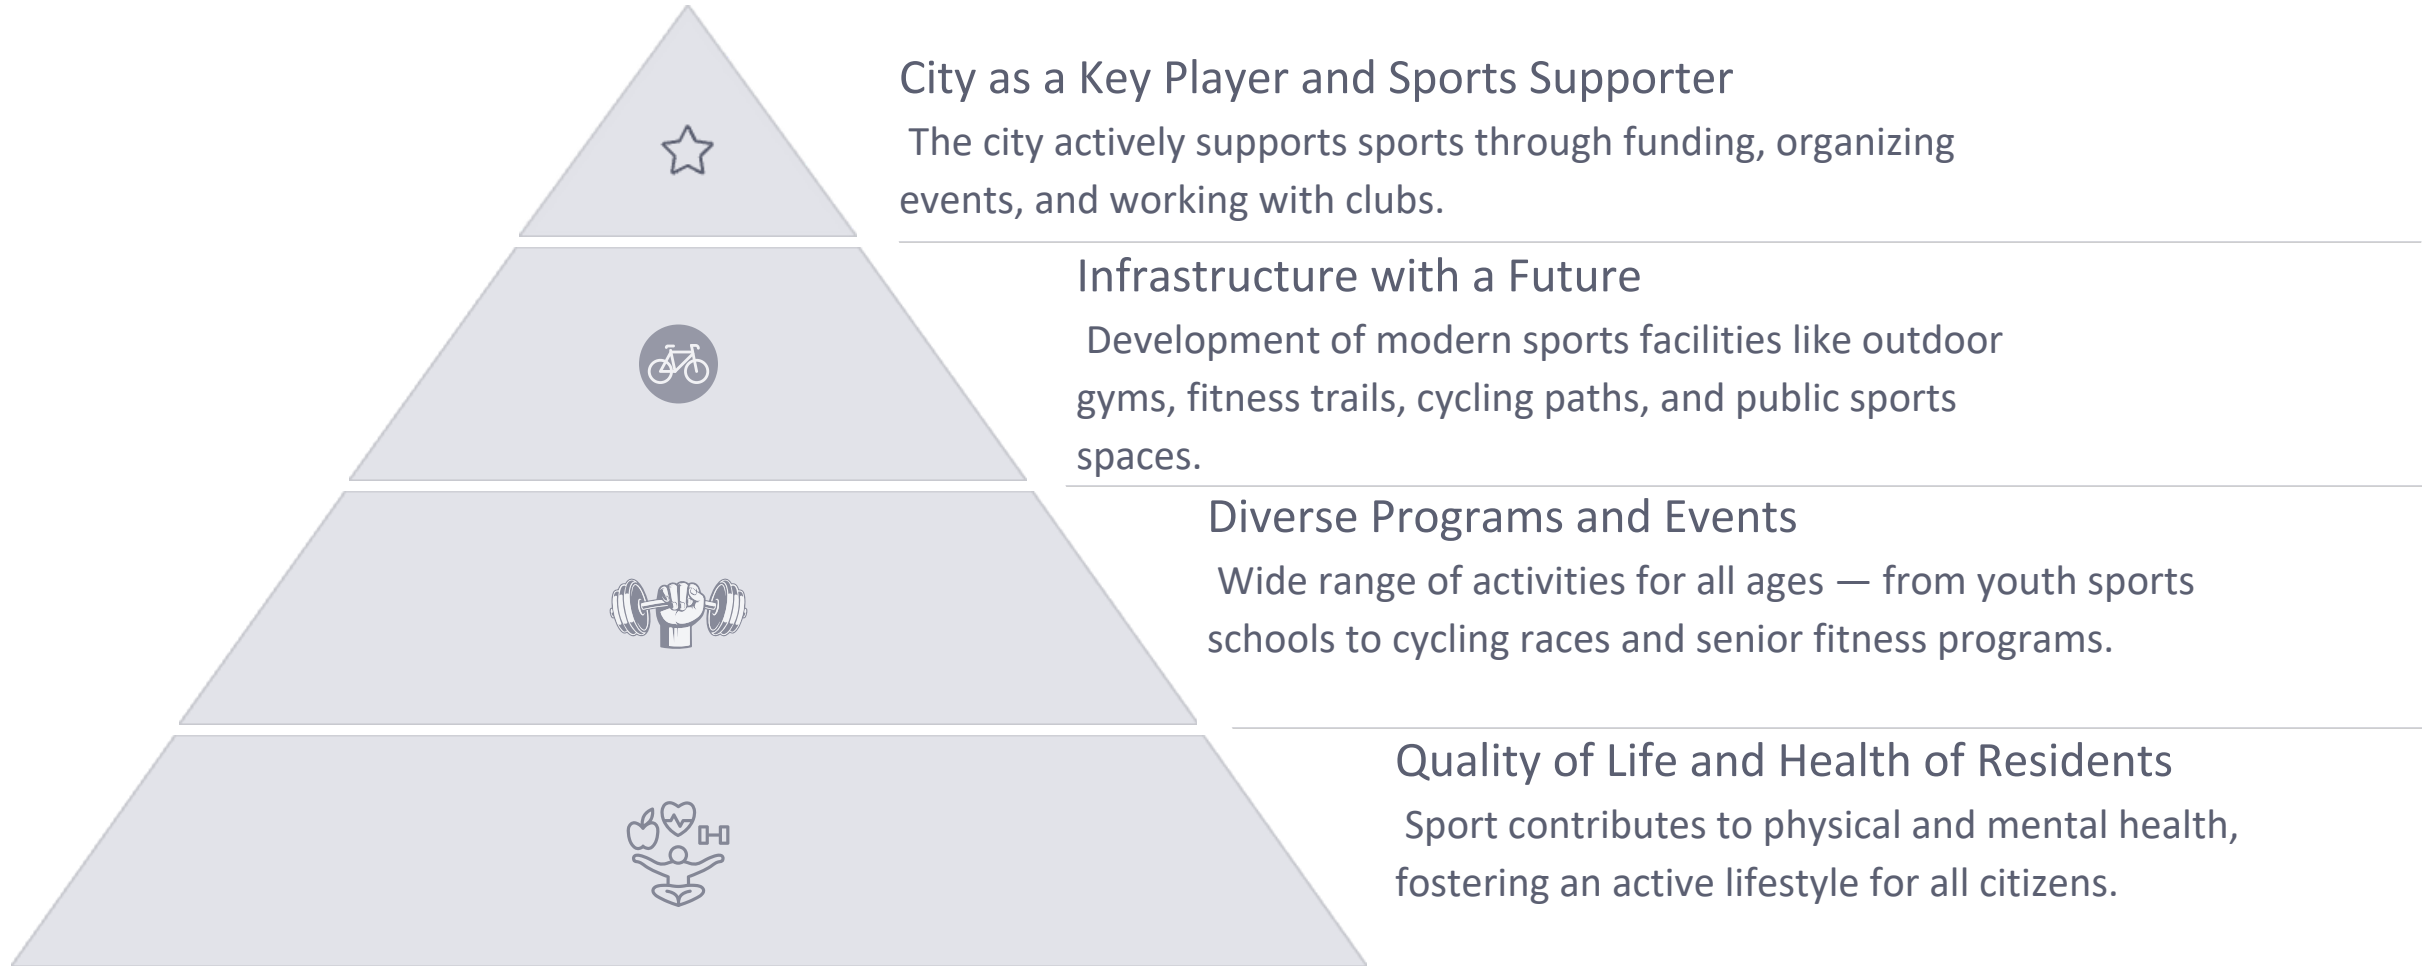 City as a Key Player and Sports Supporter
The city actively supports sports through funding, organizing
events, and working with clubs.
Infrastructure with a Future
Development of modern sports facilities like outdoor
gyms, fitness trails, cycling paths, and public sports
spaces.
Diverse Programs and Events
Wide range of activities for all ages — from youth sports
schools to cycling races and senior fitness programs.
Quality of Life and Health of Residents
Sport contributes to physical and mental health,
fostering an active lifestyle for all citizens.